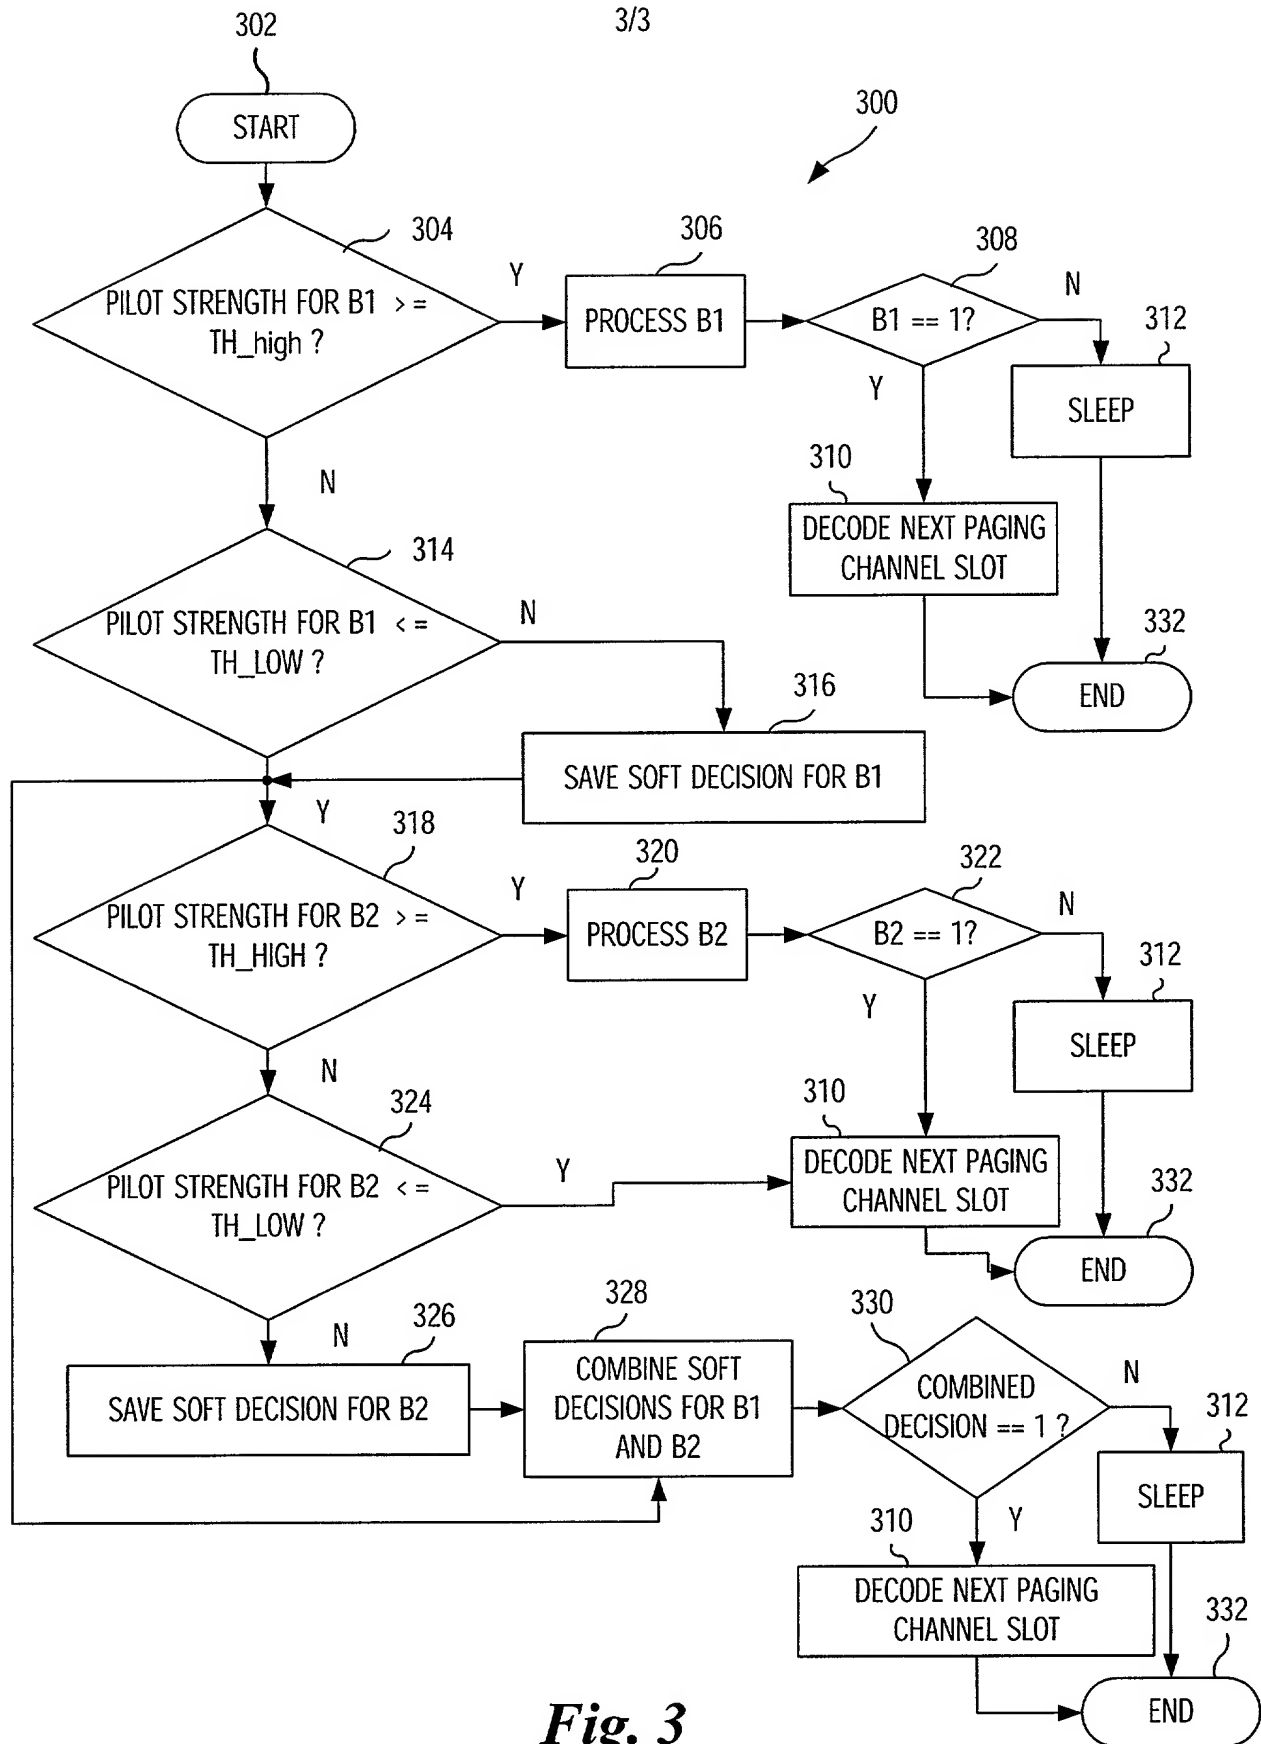 3/3
302
START
300
304
PILOT STRENGTH FOR B1 >=
TH_high ?
Y
306
PROCESS B1
308
B1 == 1?
N
312
SLEEP
Y
310
DECODE NEXT PAGING
CHANNEL SLOT
N
332
END
314
PILOT STRENGTH FOR B1 <=
TH_LOW ?
N
316
SAVE SOFT DECISION FOR B1
Y
318
PILOT STRENGTH FOR B2 >=
TH_HIGH ?
Y
320
PROCESS B2
322
B2 == 1?
N
312
SLEEP
Y
310
DECODE NEXT PAGING
CHANNEL SLOT
N
332
END
324
PILOT STRENGTH FOR B2 <=
TH_LOW ?
Y
N
326
SAVE SOFT DECISION FOR B2
328
COMBINE SOFT
DECISIONS FOR B1
AND B2
330
COMBINED
DECISION == 1 ?
N
312
SLEEP
Y
310
DECODE NEXT PAGING
CHANNEL SLOT
332
END
Fig. 3